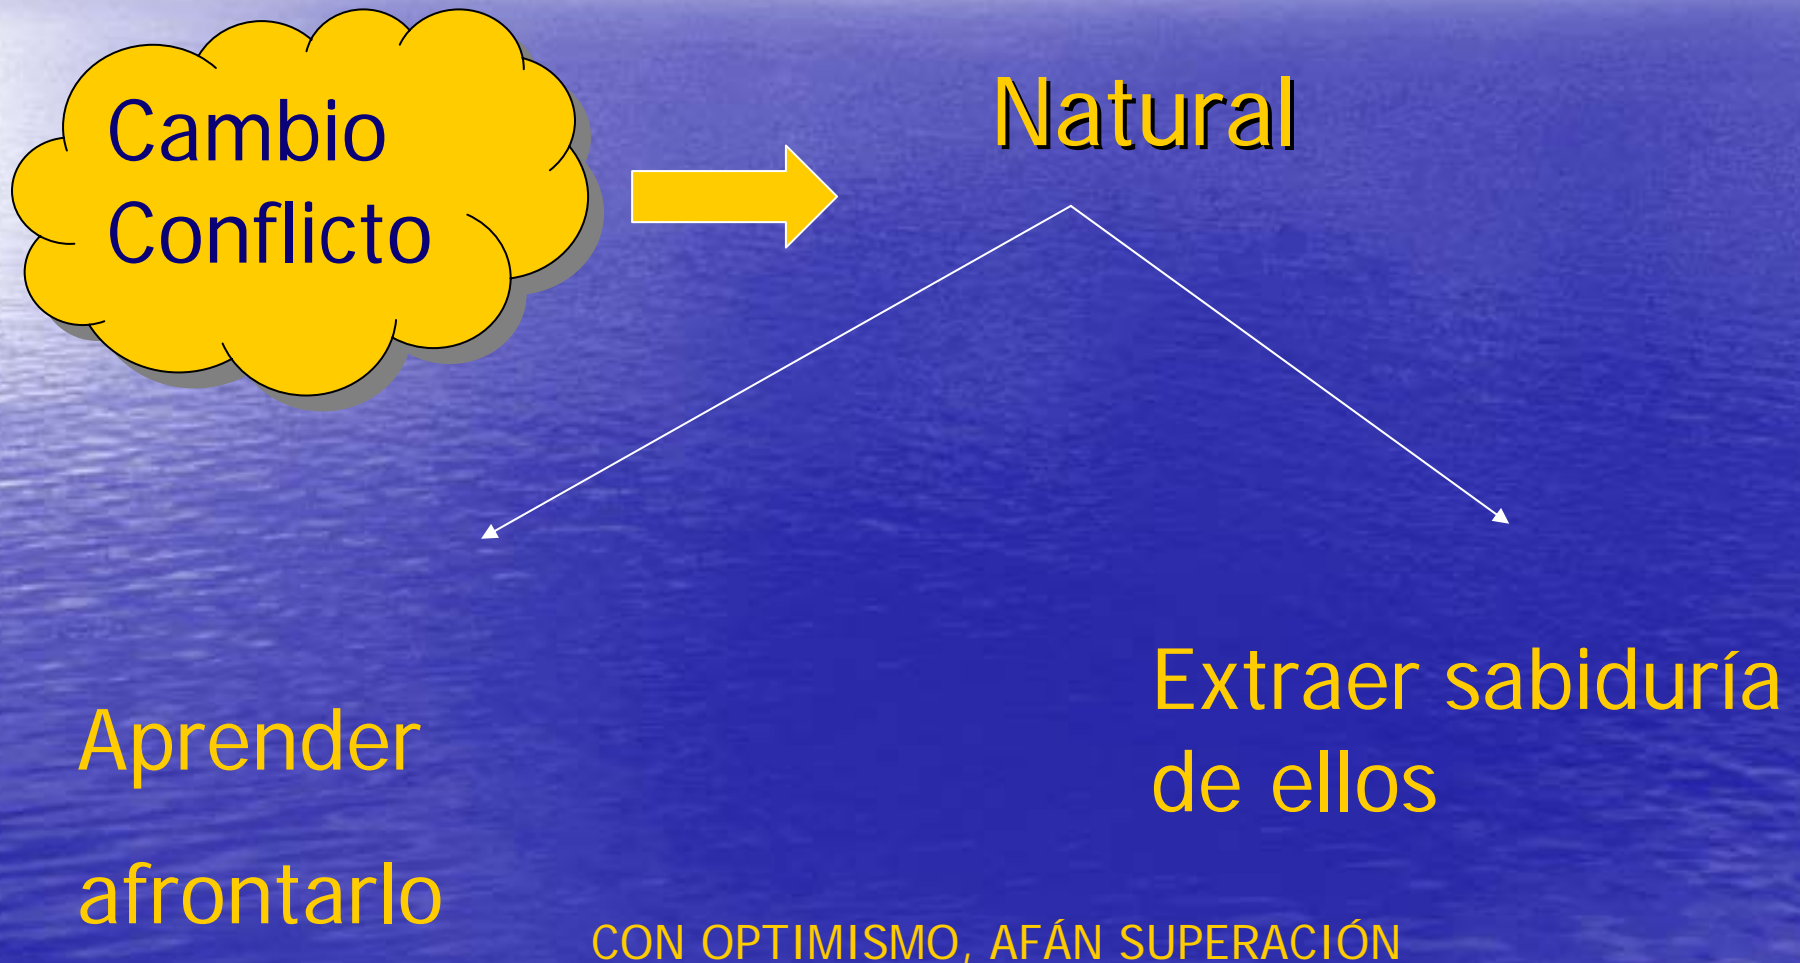 Cambio
Conflicto
Natural
Aprender
afrontarlo
Extraer sabiduría
de ellos
CON OPTIMISMO, AFÁN SUPERACIÓN